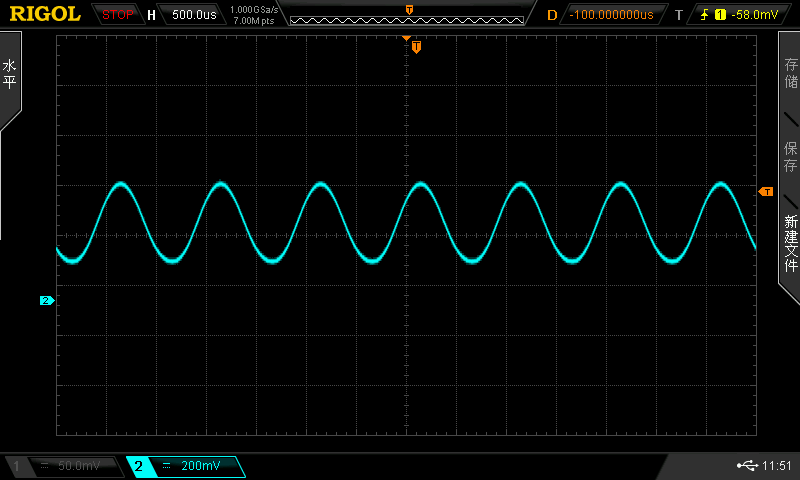 RIGOL STOP H 500.0us 1.000GSa/s 7.00M pts T D -100.000000us T 1 -58.0mV
T
水平
存储
保存
T
新建文件
2
1 50.0mV 2 200mV 11:51